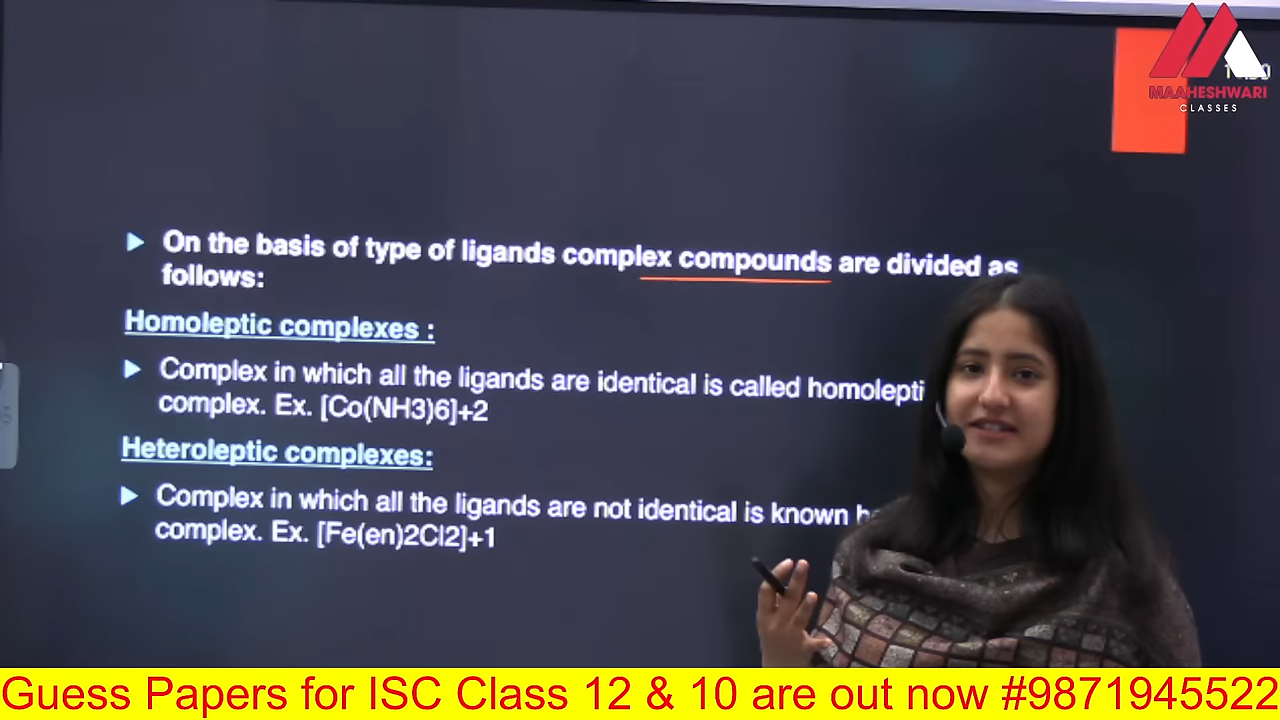 MAAHESHWARI
CLASSES
On the basis of type of ligands complex compounds are divided as
follows:
Homoleptic complexes :
Complex in which all the ligands are identical is called homolepti
complex. Ex. [Co(NH3)6]+2
Heteroleptic complexes:
Complex in which all the ligands are not identical is known
complex. Ex. [Fe(en)2Cl2]+1
Guess Papers for ISC Class 12 & 10 are out now #9871945522